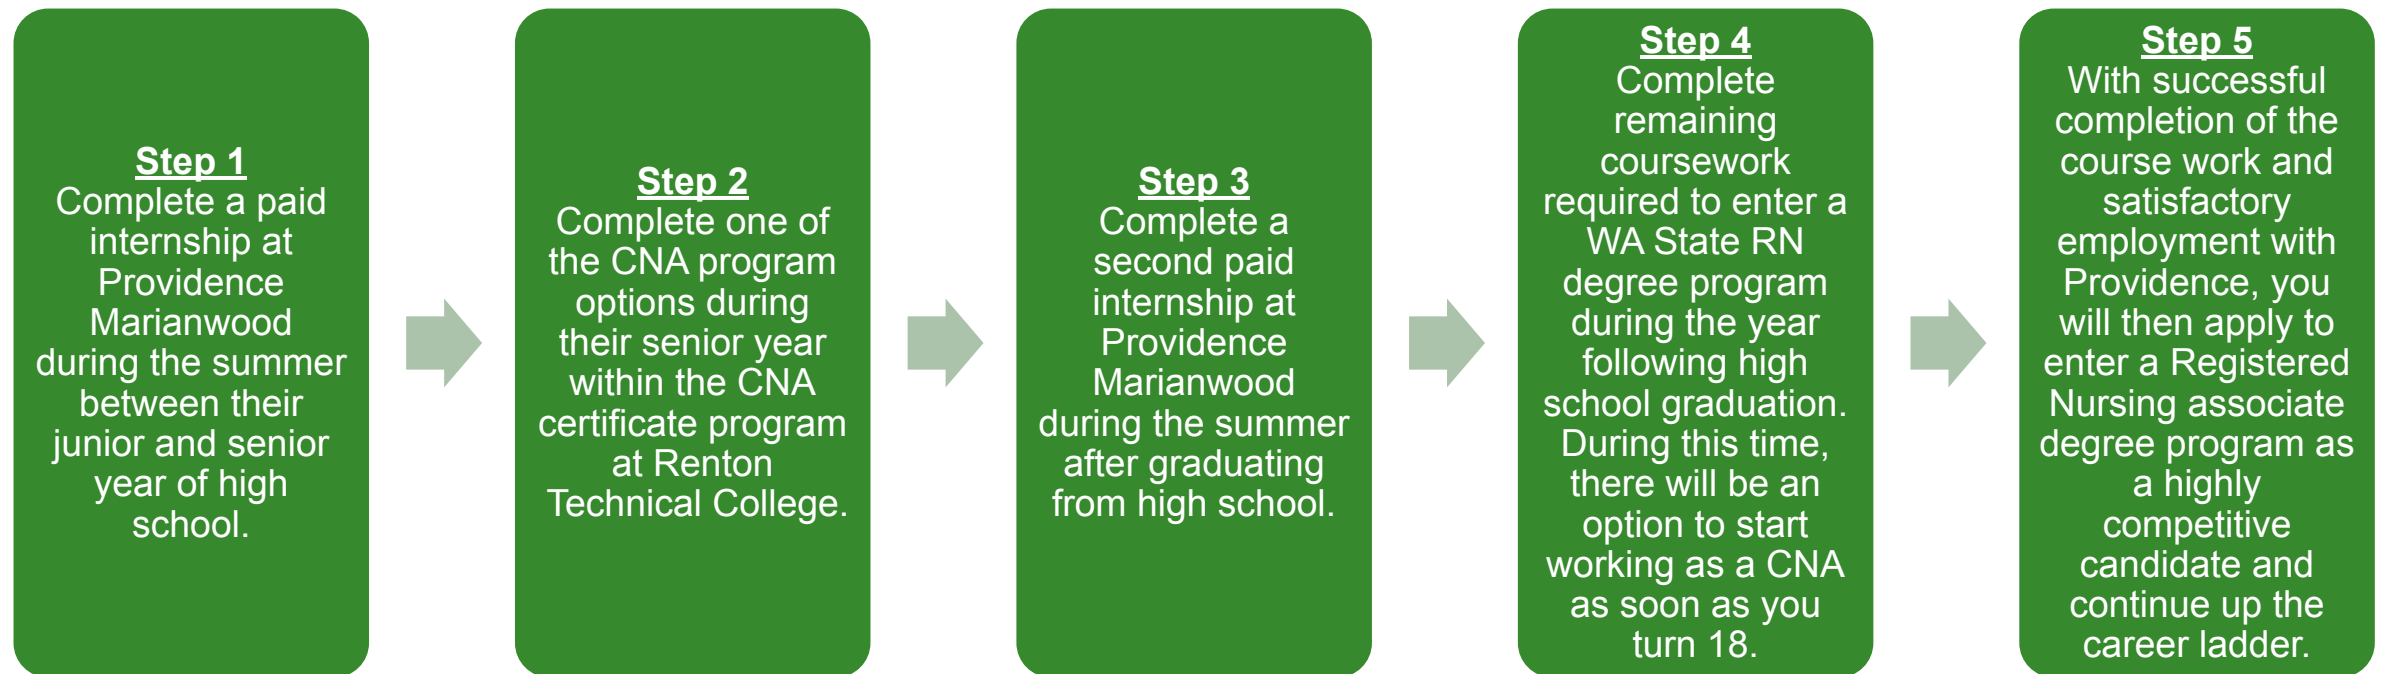 Step 1
Complete a paid
internship at
Providence
Marianwood
during the summer
between their
junior and senior
year of high
school.
Step 2
Complete one of
the CNA program
options during
their senior year
within the CNA
certificate program
at Renton
Technical College.
Step 3
Complete a
second paid
internship at
Providence
Marianwood
during the summer
after graduating
from high school.
Step 4
Complete
remaining
coursework
required to enter a
WA State RN
degree program
during the year
following high
school graduation.
During this time,
there will be an
option to start
working as a CNA
as soon as you
turn 18.
Step 5
With successful
completion of the
course work and
satisfactory
employment with
Providence, you
will then apply to
enter a Registered
Nursing associate
degree program as
a highly
competitive
candidate and
continue up the
career ladder.